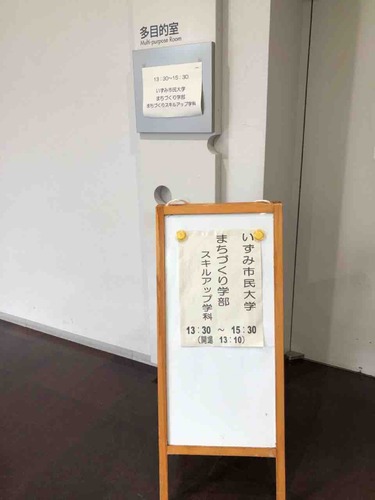 多目的室
Multi-purpose Room
13:30～15:30
いずみ市民大学
まちづくり学部
まちづくりスキルアップ学科
いずみ市民大学
まちづくり学部
スキルアップ学科
13:30 ～ 15:30
(開場 13:10)